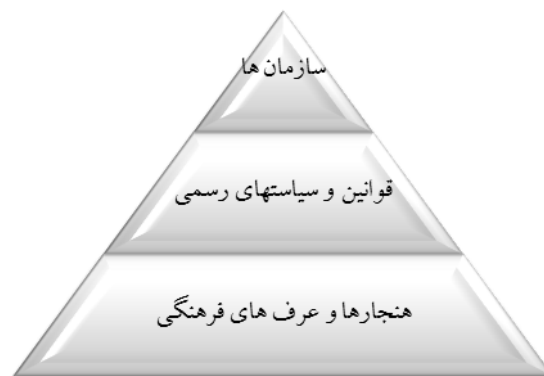 سازمان ها
قوانین و سیاستهای رسمی
هنجارها و عرف های فرهنگی